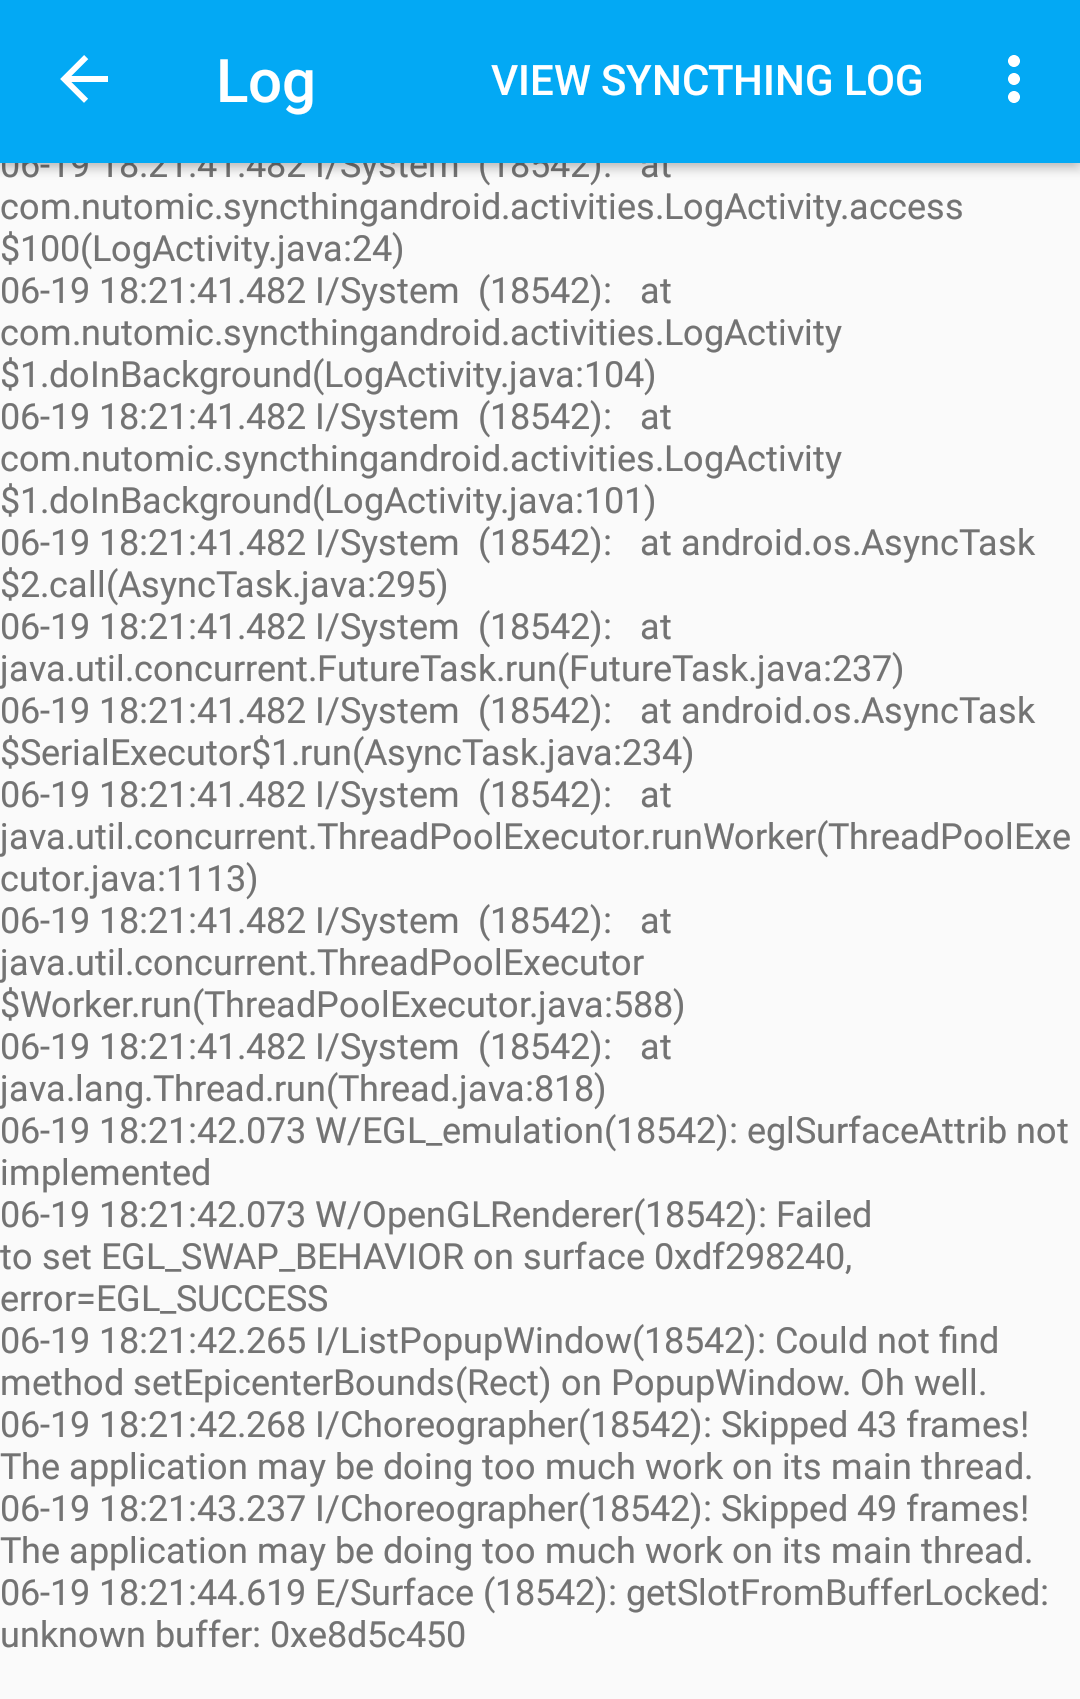 Log
VIEW SYNCTHING LOG
06-19 18:21:41.482 I/System  (18542):   at
com.nutomic.syncthingandroid.activities.LogActivity.access
$100(LogActivity.java:24)
06-19 18:21:41.482 I/System  (18542):   at
com.nutomic.syncthingandroid.activities.LogActivity
$1.doInBackground(LogActivity.java:104)
06-19 18:21:41.482 I/System  (18542):   at
com.nutomic.syncthingandroid.activities.LogActivity
$1.doInBackground(LogActivity.java:101)
06-19 18:21:41.482 I/System  (18542):   at android.os.AsyncTask
$2.call(AsyncTask.java:295)
06-19 18:21:41.482 I/System  (18542):   at
java.util.concurrent.FutureTask.run(FutureTask.java:237)
06-19 18:21:41.482 I/System  (18542):   at android.os.AsyncTask
$SerialExecutor$1.run(AsyncTask.java:234)
06-19 18:21:41.482 I/System  (18542):   at
java.util.concurrent.ThreadPoolExecutor.runWorker(ThreadPoolExe
cutor.java:1113)
06-19 18:21:41.482 I/System  (18542):   at
java.util.concurrent.ThreadPoolExecutor
$Worker.run(ThreadPoolExecutor.java:588)
06-19 18:21:41.482 I/System  (18542):   at
java.lang.Thread.run(Thread.java:818)
06-19 18:21:42.073 W/EGL_emulation(18542): eglSurfaceAttrib not
implemented
06-19 18:21:42.073 W/OpenGLRenderer(18542): Failed
to set EGL_SWAP_BEHAVIOR on surface 0xdf298240,
error=EGL_SUCCESS
06-19 18:21:42.265 I/ListPopupWindow(18542): Could not find
method setEpicenterBounds(Rect) on PopupWindow. Oh well.
06-19 18:21:42.268 I/Choreographer(18542): Skipped 43 frames!
The application may be doing too much work on its main thread.
06-19 18:21:43.237 I/Choreographer(18542): Skipped 49 frames!
The application may be doing too much work on its main thread.
06-19 18:21:44.619 E/Surface (18542): getSlotFromBufferLocked:
unknown buffer: 0xe8d5c450